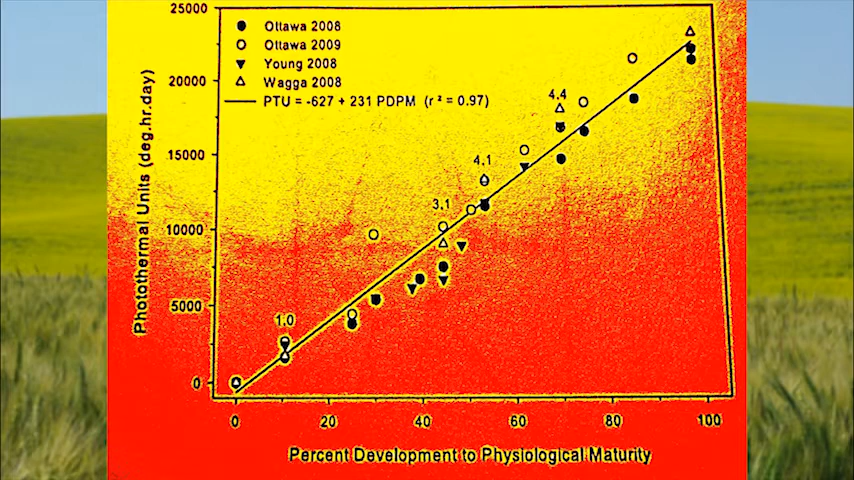 25000
20000
15000
10000
5000
0
Photothermal Units (deg.hr.day)
Ottawa 2008
Ottawa 2009
Young 2008
Wagga 2008
PTU = -627 + 231 PDPM (r² = 0.97)
4.4
4.1
3.1
1.0
0 20 40 60 80 100
Percent Development to Physiological Maturity